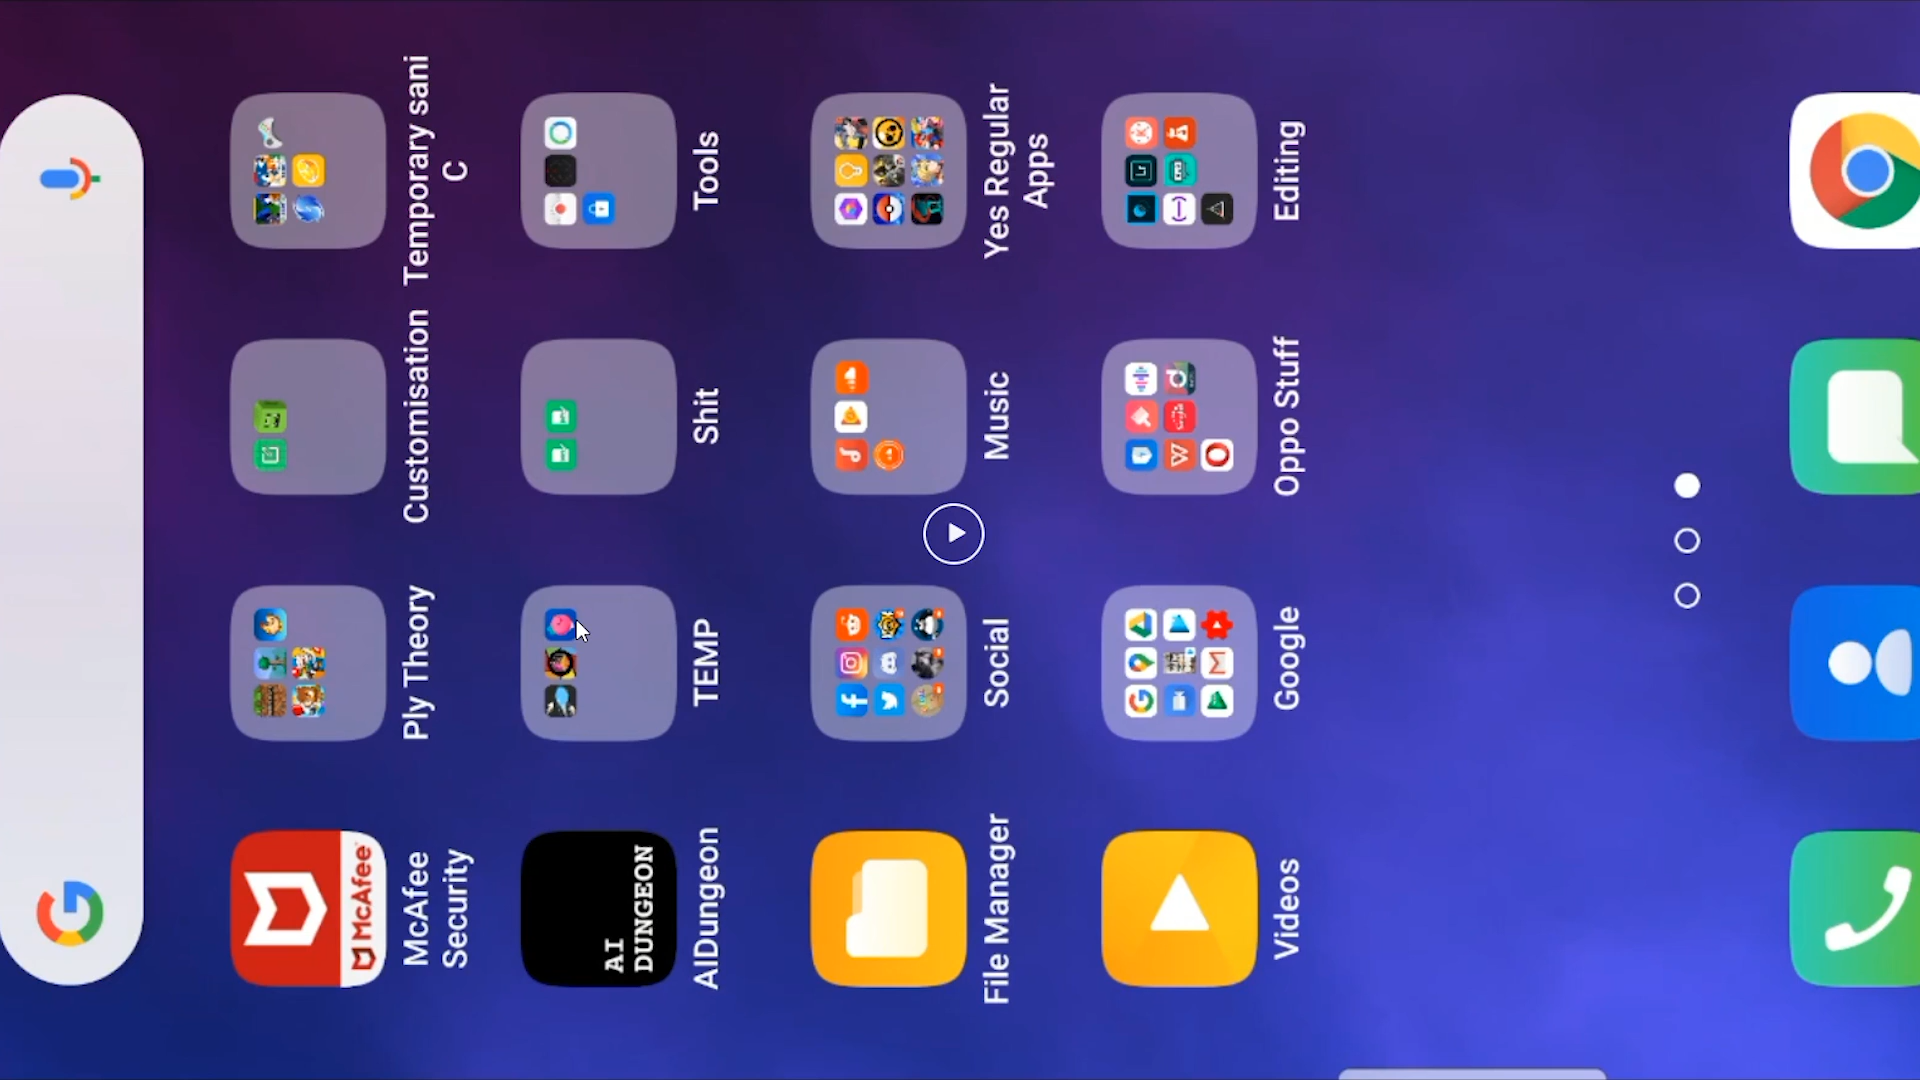 McAfee
McAfee
Security
Ply Theory
Customisation
Temporary sani
C
AI
DUNGEON
AIDungeon
TEMP
Shit
Tools
File Manager
Social
Music
Yes Regular
Apps
Videos
Google
Oppo Stuff
Editing